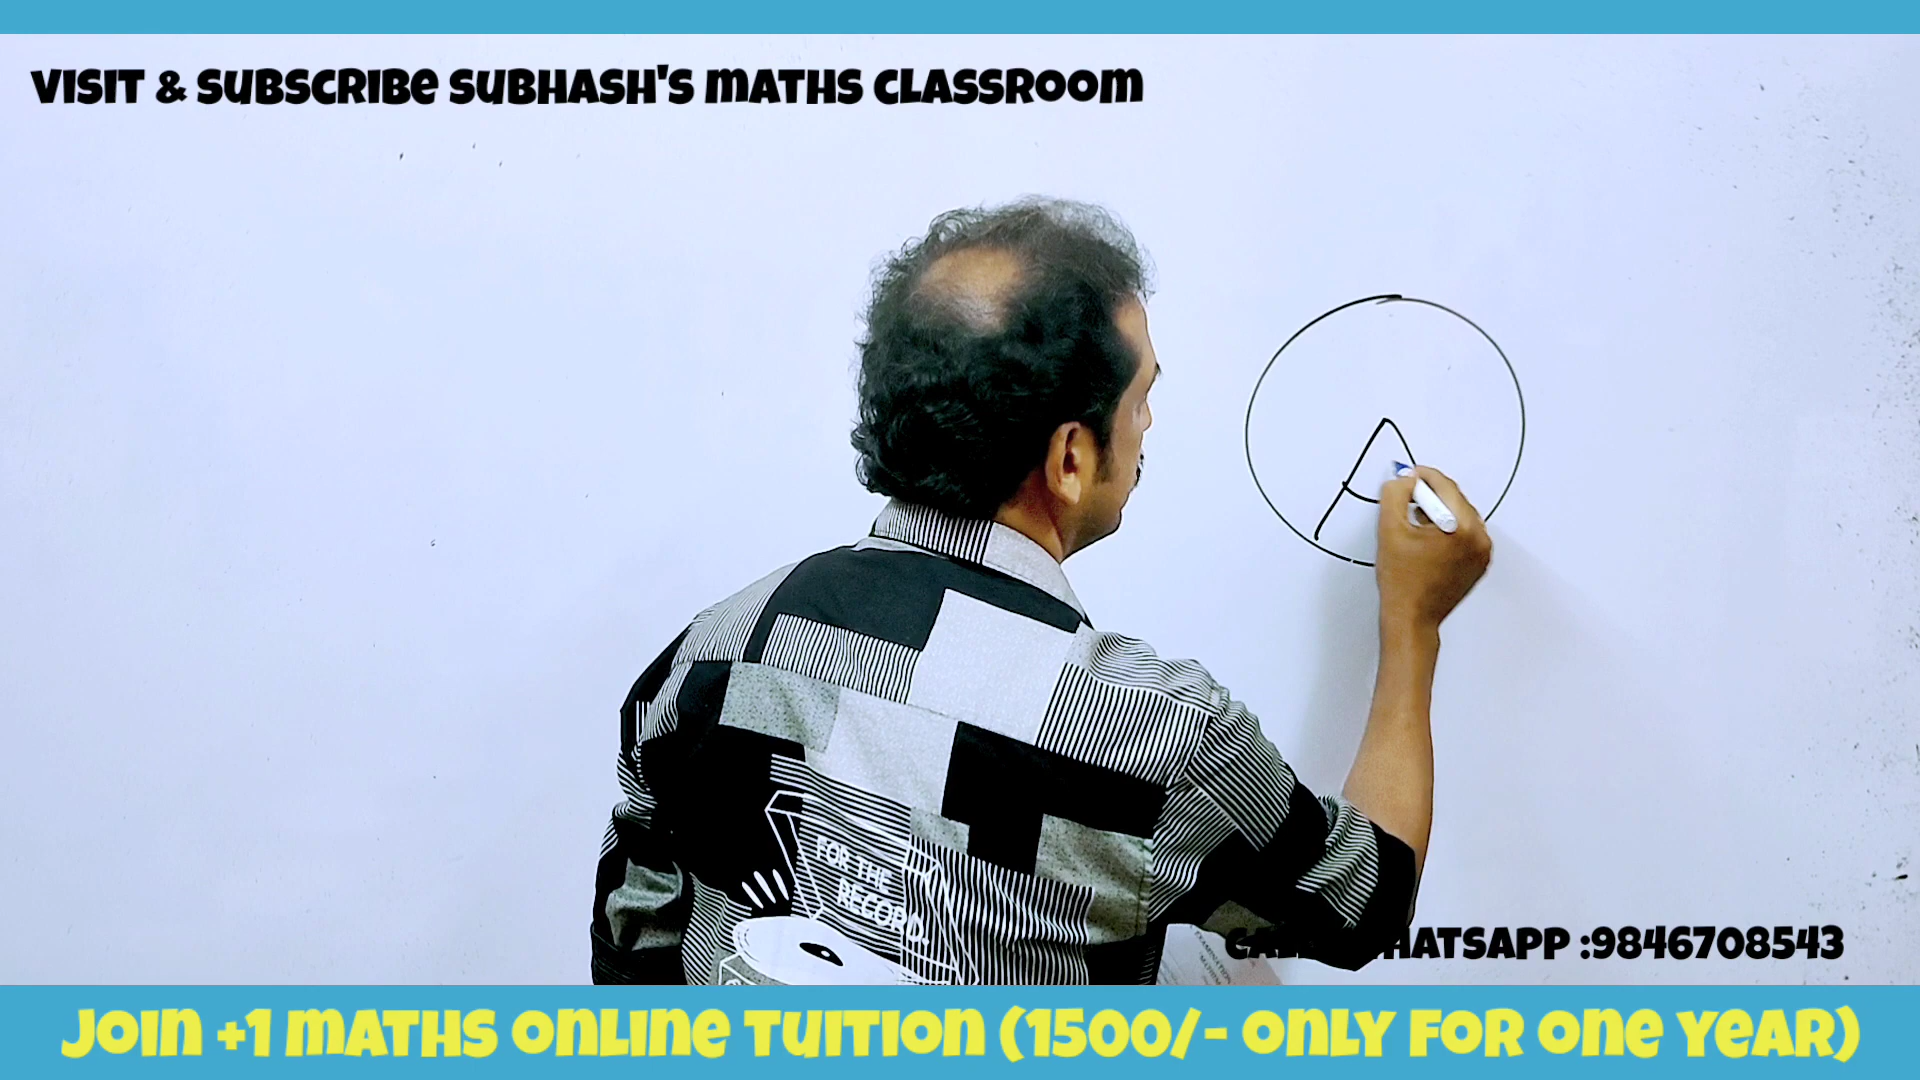 VISIT & SUBSCRIBE SUBHASH'S MATHS CLASSROOM
FOR THE
RECORD.
WHATSAPP :9846708543
JOIN +1 MATHS ONLINE TUITION (1500/- ONLY FOR ONE YEAR)